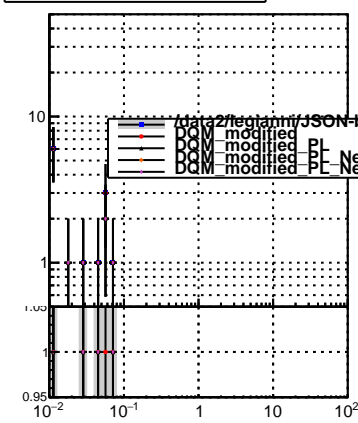 10
/data2/legianni/JSON-
DQM_modified
DQM_modified_PL
DQM_modified_PL_Ne
DQM_modified_PL_Ne
1
1.05
1
0.95
10⁻² 10⁻¹ 1 10 10²